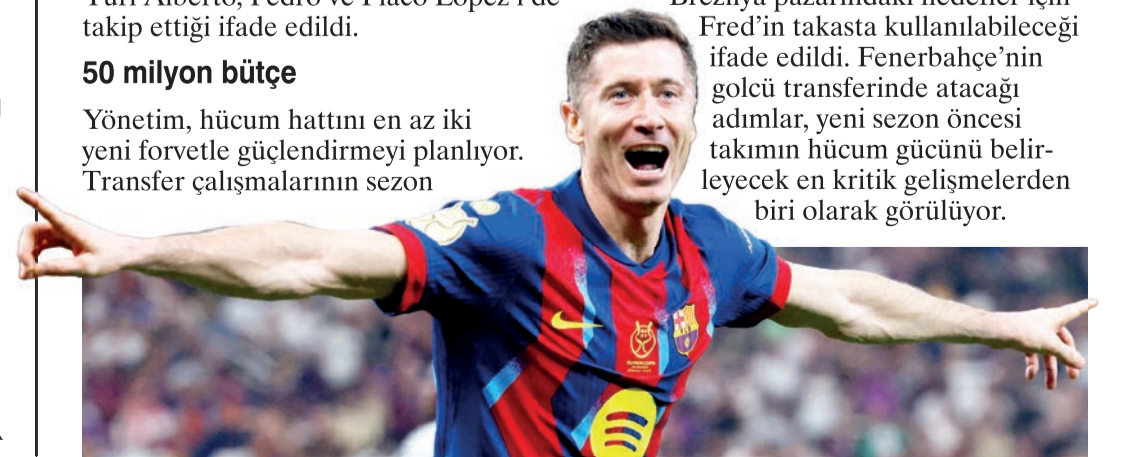 takip ettiği ifade edildi.
50 milyon bütçe
Yönetim, hücum hattını en az iki
yeni forvetle güçlendirmeyi planlıyor.
Transfer çalışmalarının sezon
Fred’in takasta kullanılabileceği
ifade edildi. Fenerbahçe’nin
golcü transferinde atacağı
adımlar, yeni sezon öncesi
takımın hücum gücünü belir-
leyecek en kritik gelişmelerden
biri olarak görülüyor.